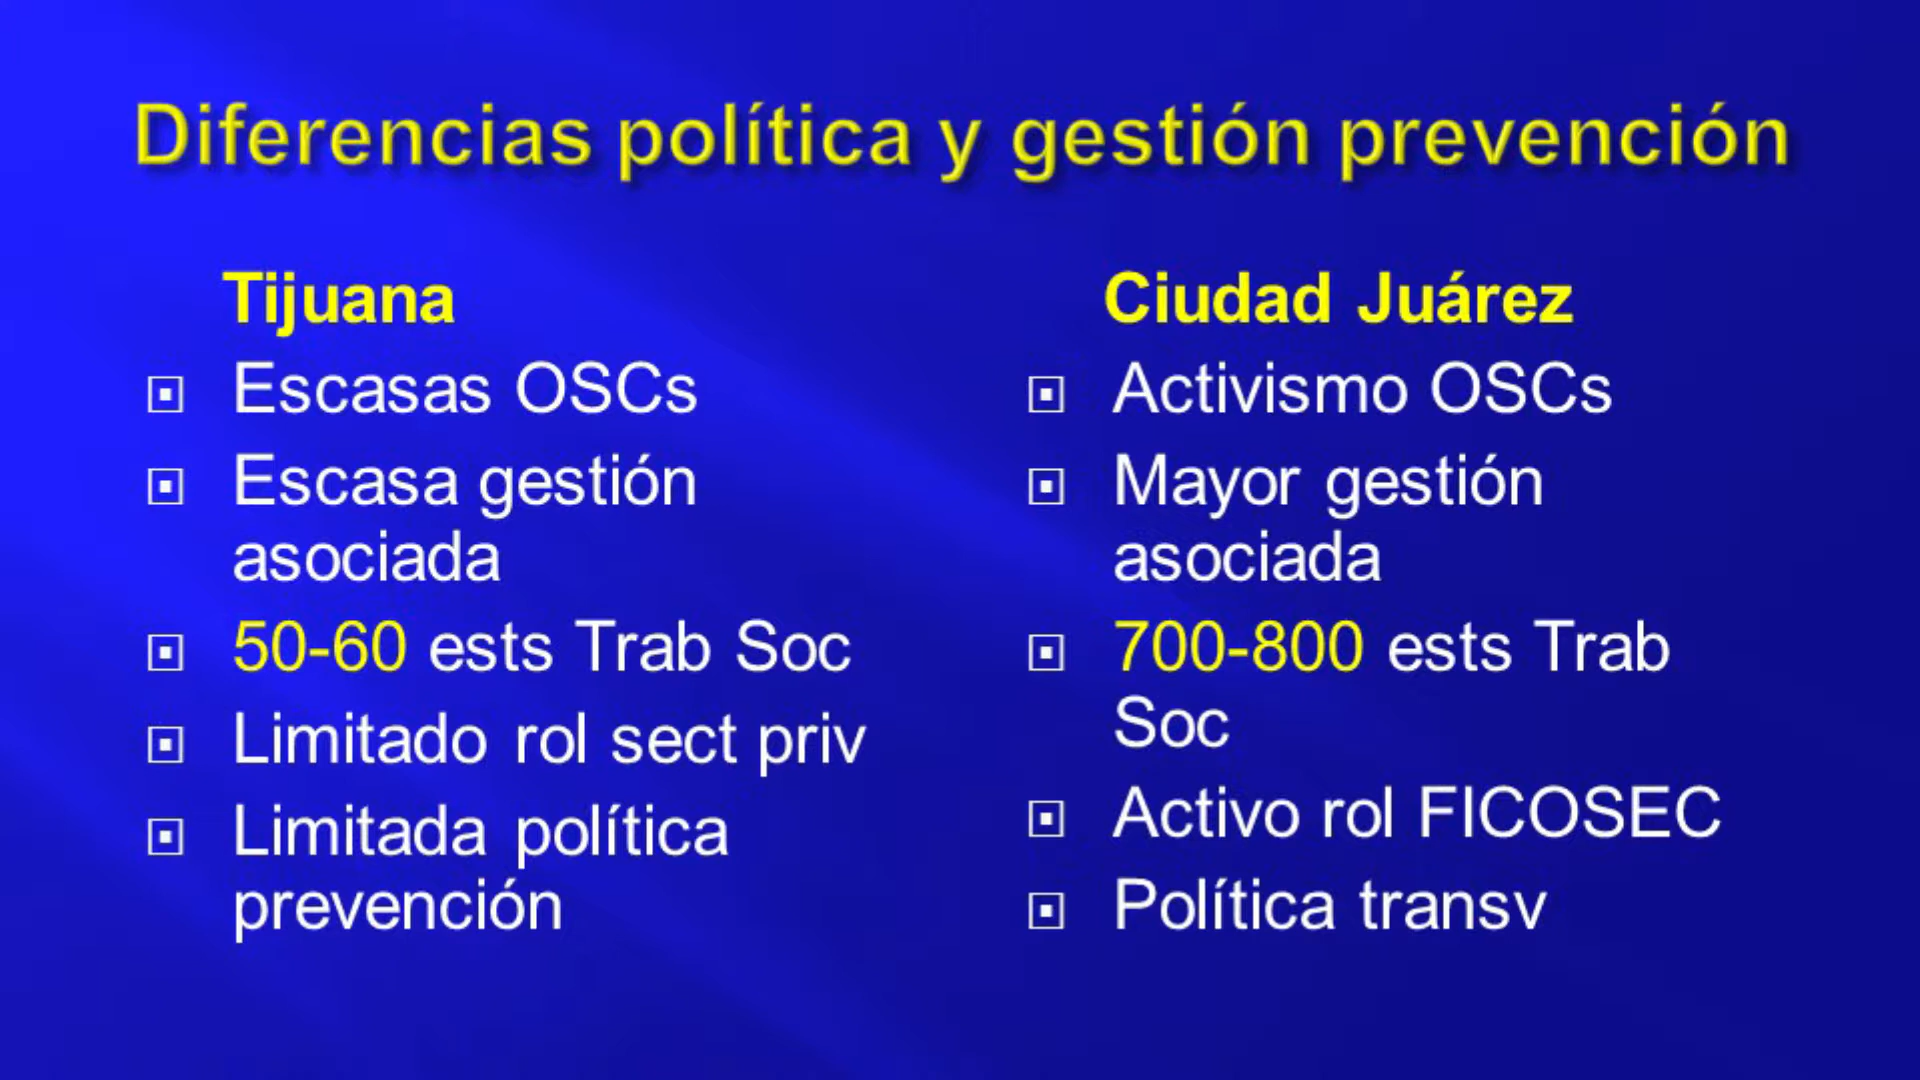 Diferencias política y gestión prevención
Tijuana
Escasas OSCs
Escasa gestión
asociada
50-60 ests Trab Soc
Limitado rol sect priv
Limitada política
prevención
Ciudad Juárez
Activismo OSCs
Mayor gestión
asociada
700-800 ests Trab
Soc
Activo rol FICOSEC
Política transv